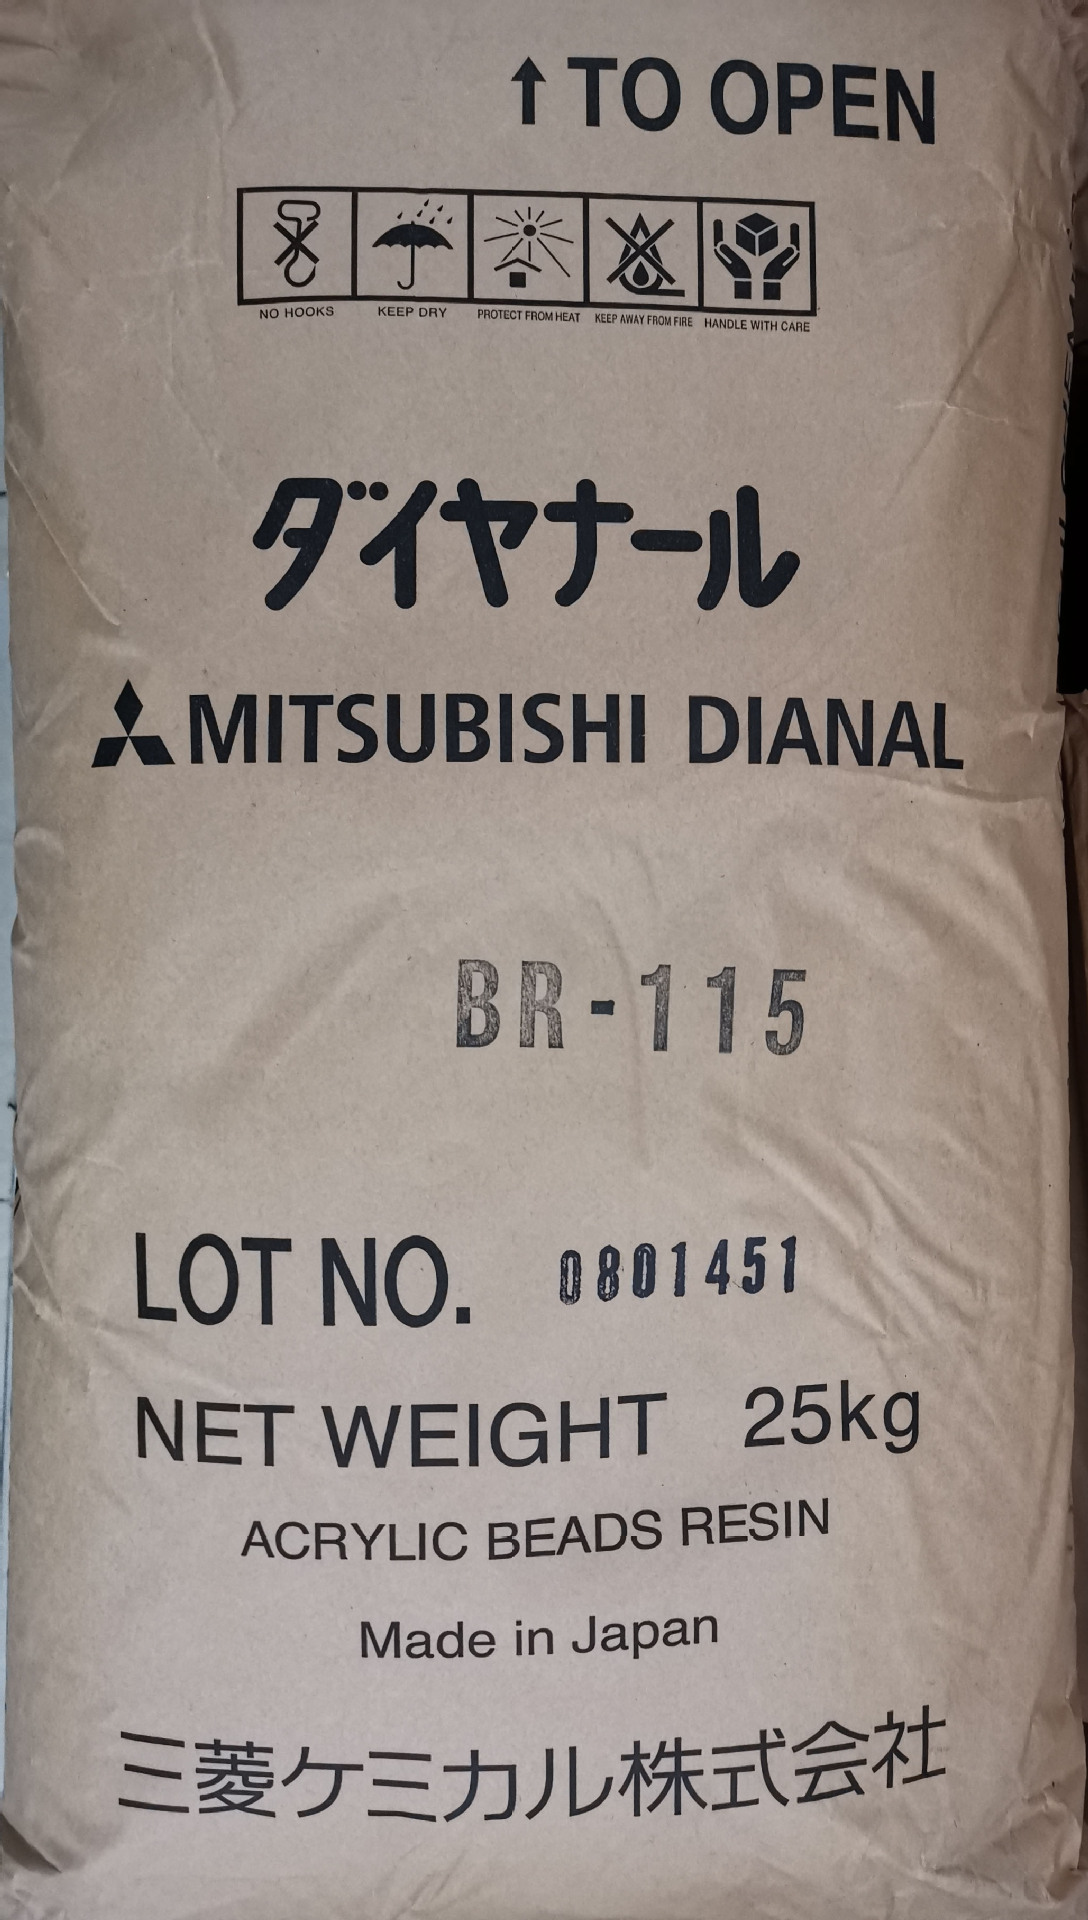 ↑ TO OPEN
NO HOOKS KEEP DRY PROTECT FROM HEAT KEEP AWAY FROM FIRE HANDLE WITH CARE
ダイヤナール
MITSUBISHI DIANAL
BR-115
LOT NO. 0801451
NET WEIGHT 25kg
ACRYLIC BEADS RESIN
Made in Japan
三菱ケミカル株式会社